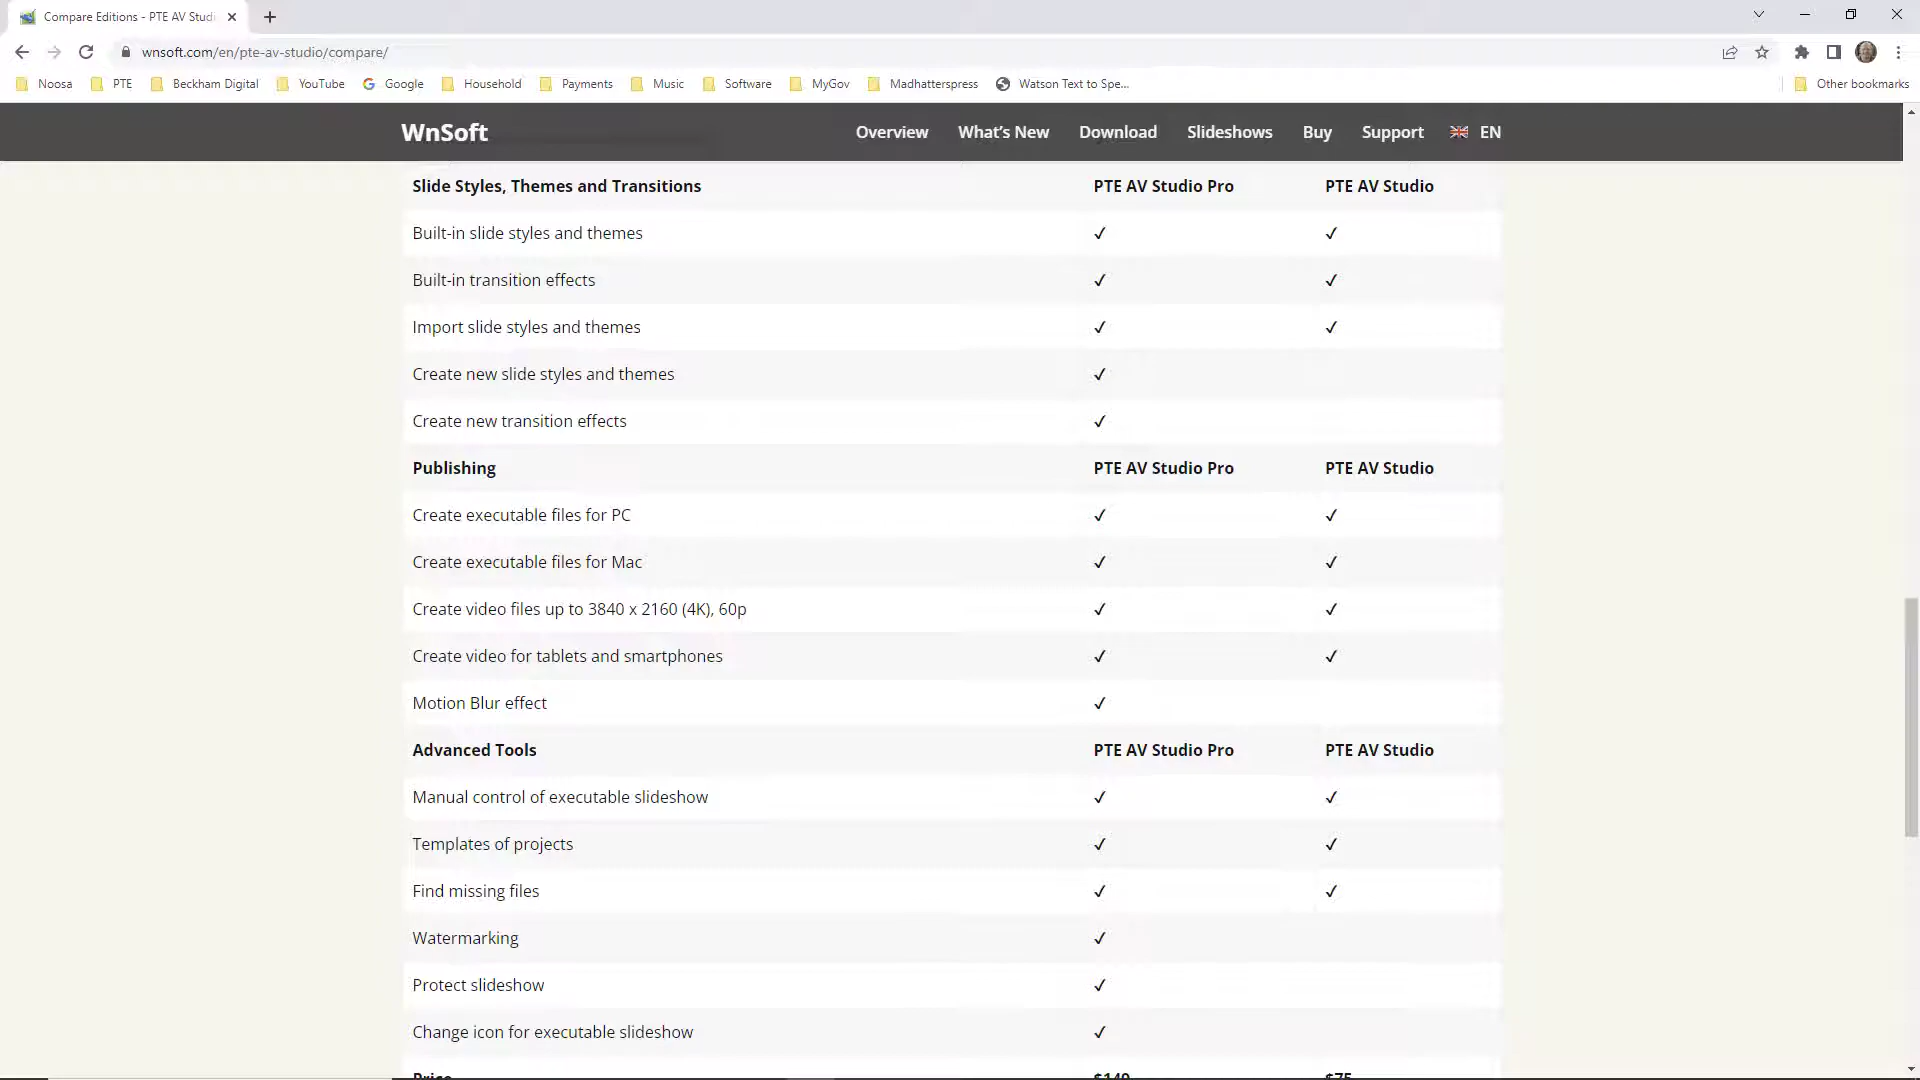 Compare Editions - PTE AV Studi
wnsoft.com/en/pte-av-studio/compare/
Noosa PTE Beckham Digital YouTube Google Household Payments Music Software MyGov Madhatterspress Watson Text to Spe... Other bookmarks
WnSoft Overview What's New Download Slideshows Buy Support EN
Slide Styles, Themes and Transitions PTE AV Studio Pro PTE AV Studio
Built-in slide styles and themes ✓ ✓
Built-in transition effects ✓ ✓
Import slide styles and themes ✓ ✓
Create new slide styles and themes ✓
Create new transition effects ✓
Publishing PTE AV Studio Pro PTE AV Studio
Create executable files for PC ✓ ✓
Create executable files for Mac ✓ ✓
Create video files up to 3840 x 2160 (4K), 60p ✓ ✓
Create video for tablets and smartphones ✓ ✓
Motion Blur effect ✓
Advanced Tools PTE AV Studio Pro PTE AV Studio
Manual control of executable slideshow ✓ ✓
Templates of projects ✓ ✓
Find missing files ✓ ✓
Watermarking ✓
Protect slideshow ✓
Change icon for executable slideshow ✓
Price $149 $75